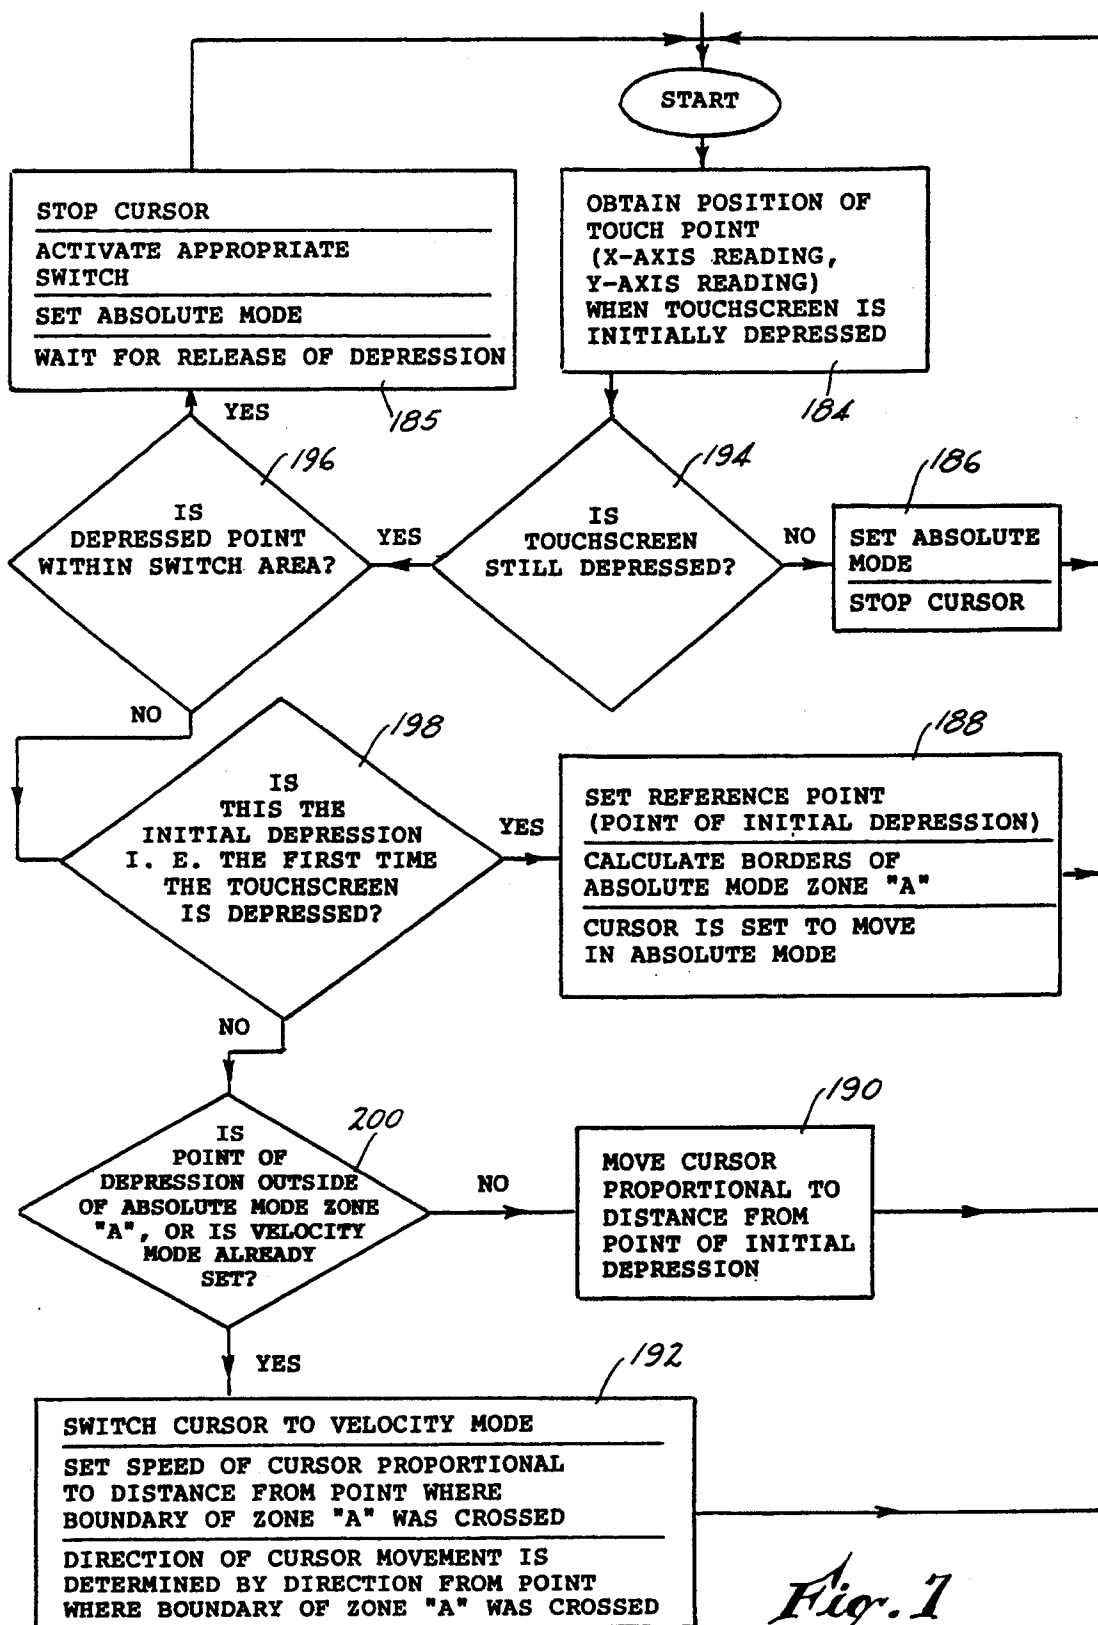 START
STOP CURSOR
ACTIVATE APPROPRIATE
SWITCH
SET ABSOLUTE MODE
WAIT FOR RELEASE OF DEPRESSION
185
OBTAIN POSITION OF
TOUCH POINT
(X-AXIS READING,
Y-AXIS READING)
WHEN TOUCHSCREEN IS
INITIALLY DEPRESSED
184
YES
196
IS
DEPRESSED POINT
WITHIN SWITCH AREA?
YES
194
IS
TOUCHSCREEN
STILL DEPRESSED?
NO
186
SET ABSOLUTE
MODE
STOP CURSOR
NO
198
IS
THIS THE
INITIAL DEPRESSION
I. E. THE FIRST TIME
THE TOUCHSCREEN
IS DEPRESSED?
YES
188
SET REFERENCE POINT
(POINT OF INITIAL DEPRESSION)
CALCULATE BORDERS OF
ABSOLUTE MODE ZONE "A"
CURSOR IS SET TO MOVE
IN ABSOLUTE MODE
NO
200
IS
POINT OF
DEPRESSION OUTSIDE
OF ABSOLUTE MODE ZONE
"A", OR IS VELOCITY
MODE ALREADY
SET?
NO
190
MOVE CURSOR
PROPORTIONAL TO
DISTANCE FROM
POINT OF INITIAL
DEPRESSION
YES
192
SWITCH CURSOR TO VELOCITY MODE
SET SPEED OF CURSOR PROPORTIONAL
TO DISTANCE FROM POINT WHERE
BOUNDARY OF ZONE "A" WAS CROSSED
DIRECTION OF CURSOR MOVEMENT IS
DETERMINED BY DIRECTION FROM POINT
WHERE BOUNDARY OF ZONE "A" WAS CROSSED
Fig. 7